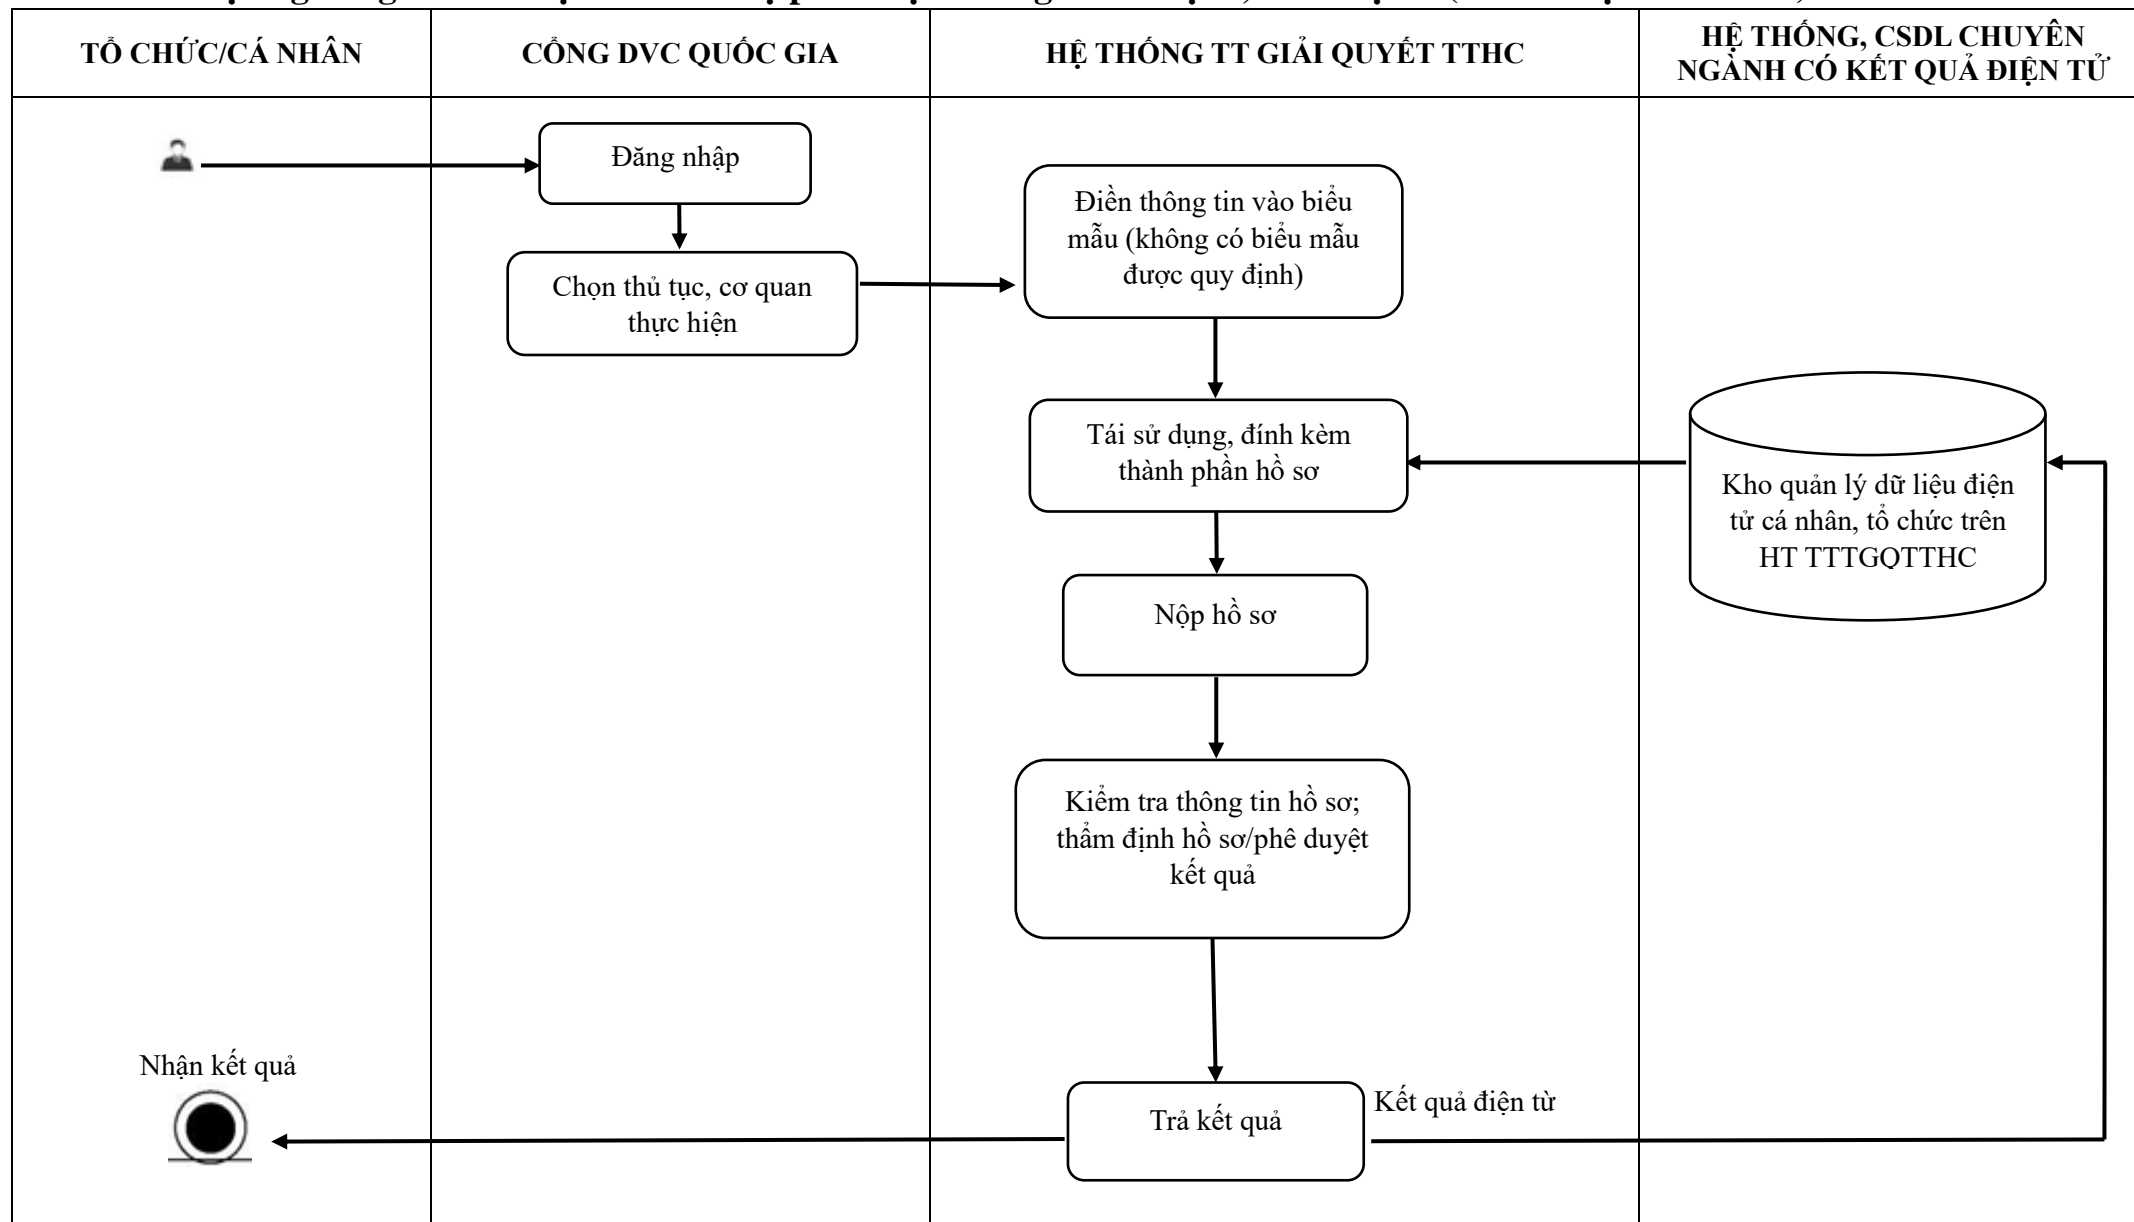 TỔ CHỨC/CÁ NHÂN
CỔNG DVC QUỐC GIA
HỆ THỐNG TT GIẢI QUYẾT TTHC
HỆ THỐNG, CSDL CHUYÊN
NGÀNH CÓ KẾT QUẢ ĐIỆN TỬ
Đăng nhập
Chọn thủ tục, cơ quan
thực hiện
Điền thông tin vào biểu
mẫu (không có biểu mẫu
được quy định)
Tái sử dụng, đính kèm
thành phần hồ sơ
Kho quản lý dữ liệu điện
tử cá nhân, tổ chức trên
HT TTTGQTTHC
Nộp hồ sơ
Kiểm tra thông tin hồ sơ;
thẩm định hồ sơ/phê duyệt
kết quả
Nhận kết quả
Trả kết quả
Kết quả điện từ